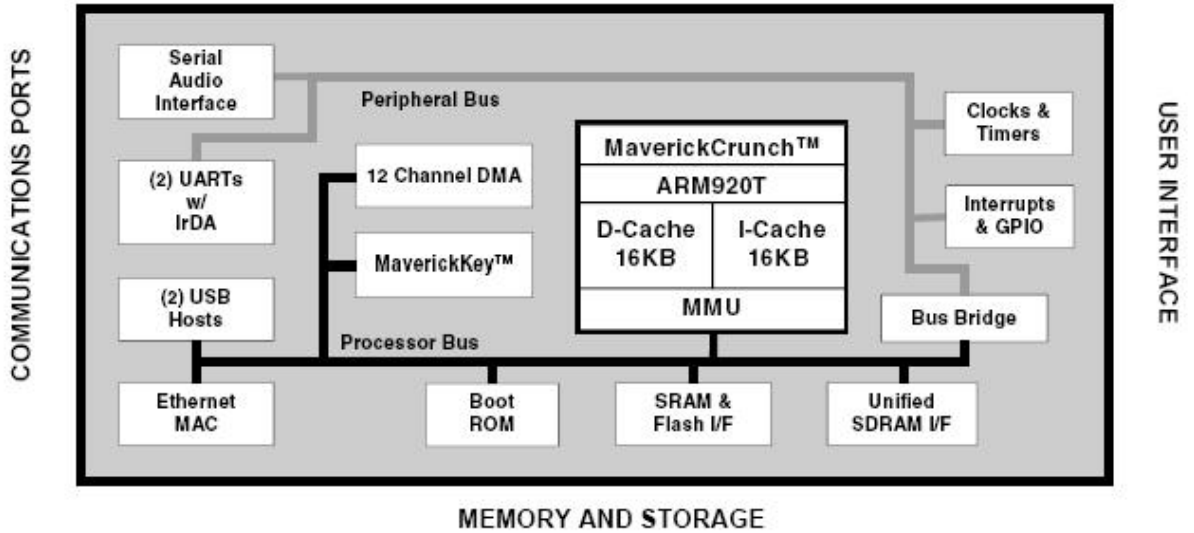 COMMUNICATIONS PORTS
Serial
Audio
Interface
Peripheral Bus
(2) UARTs
w/
IrDA
12 Channel DMA
MaverickKey™
(2) USB
Hosts
Processor Bus
MaverickCrunch™
ARM920T
D-Cache
16KB
I-Cache
16KB
MMU
Clocks &
Timers
Interrupts
& GPIO
Bus Bridge
Ethernet
MAC
Boot
ROM
SRAM &
Flash I/F
Unified
SDRAM I/F
USER INTERFACE
MEMORY AND STORAGE